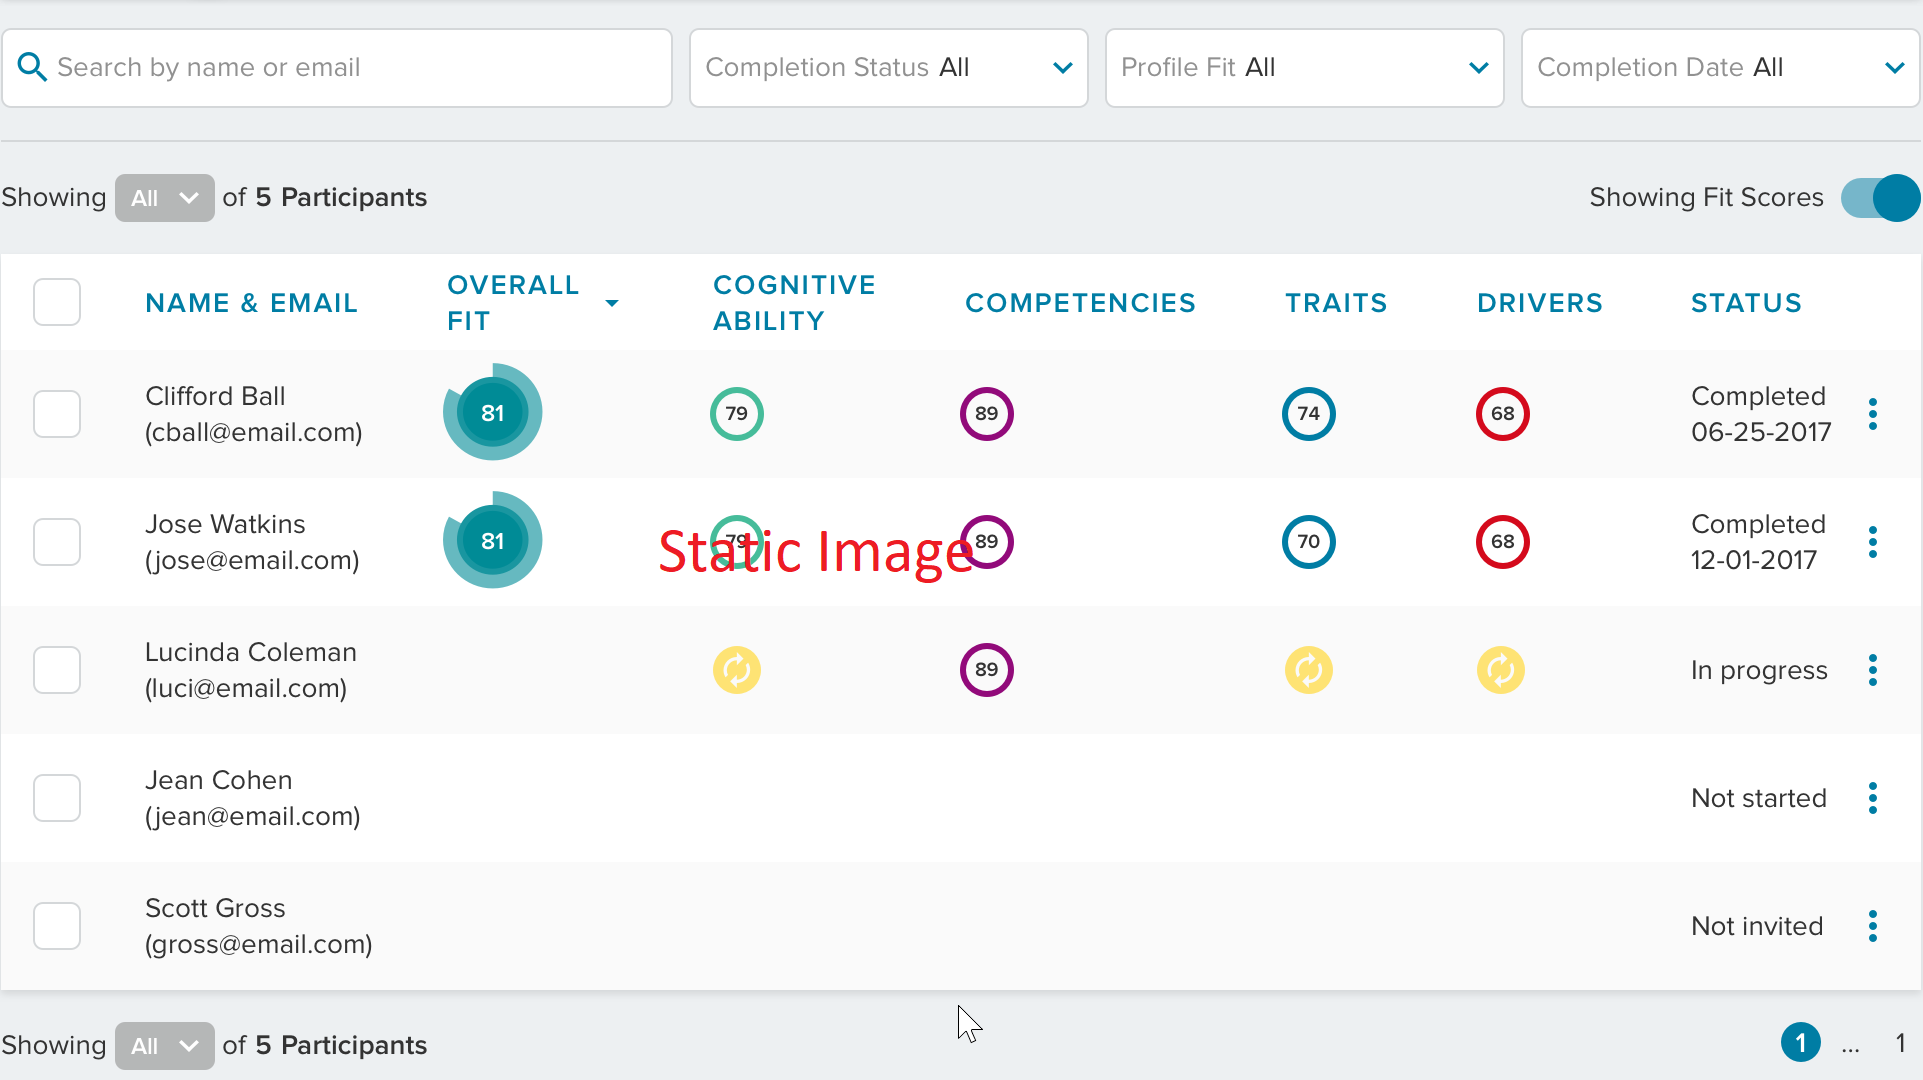 Search by name or email
Completion Status All
Profile Fit All
Completion Date All
Showing All of 5 Participants
Showing Fit Scores
NAME & EMAIL
OVERALL
FIT
COGNITIVE
ABILITY
COMPETENCIES
TRAITS
DRIVERS
STATUS
Clifford Ball
(cball@email.com)
81
79
89
74
68
Completed
06-25-2017
Jose Watkins
(jose@email.com)
81
79
89
70
68
Completed
12-01-2017
Static Image
Lucinda Coleman
(luci@email.com)
89
In progress
Jean Cohen
(jean@email.com)
Not started
Scott Gross
(gross@email.com)
Not invited
Showing All of 5 Participants
1 ... 1